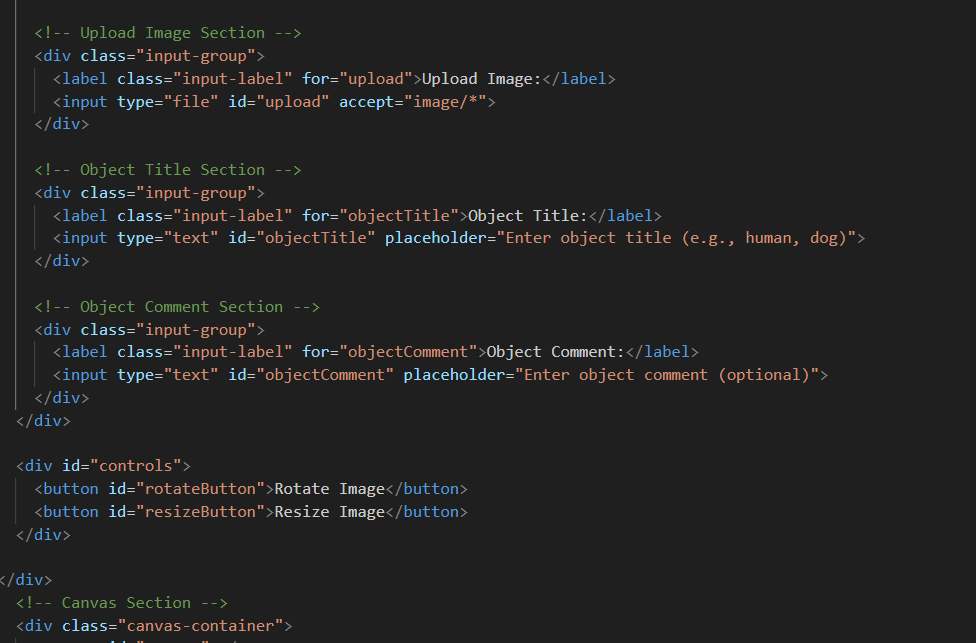 <!-- Upload Image Section -->
<div class="input-group">
<label class="input-label" for="upload">Upload Image:</label>
<input type="file" id="upload" accept="image/*">
</div>
<!-- Object Title Section -->
<div class="input-group">
<label class="input-label" for="objectTitle">Object Title:</label>
<input type="text" id="objectTitle" placeholder="Enter object title (e.g., human, dog)">
</div>
<!-- Object Comment Section -->
<div class="input-group">
<label class="input-label" for="objectComment">Object Comment:</label>
<input type="text" id="objectComment" placeholder="Enter object comment (optional)">
</div>
</div>
<div id="controls">
<button id="rotateButton">Rotate Image</button>
<button id="resizeButton">Resize Image</button>
</div>
</div>
<!-- Canvas Section -->
<div class="canvas-container">